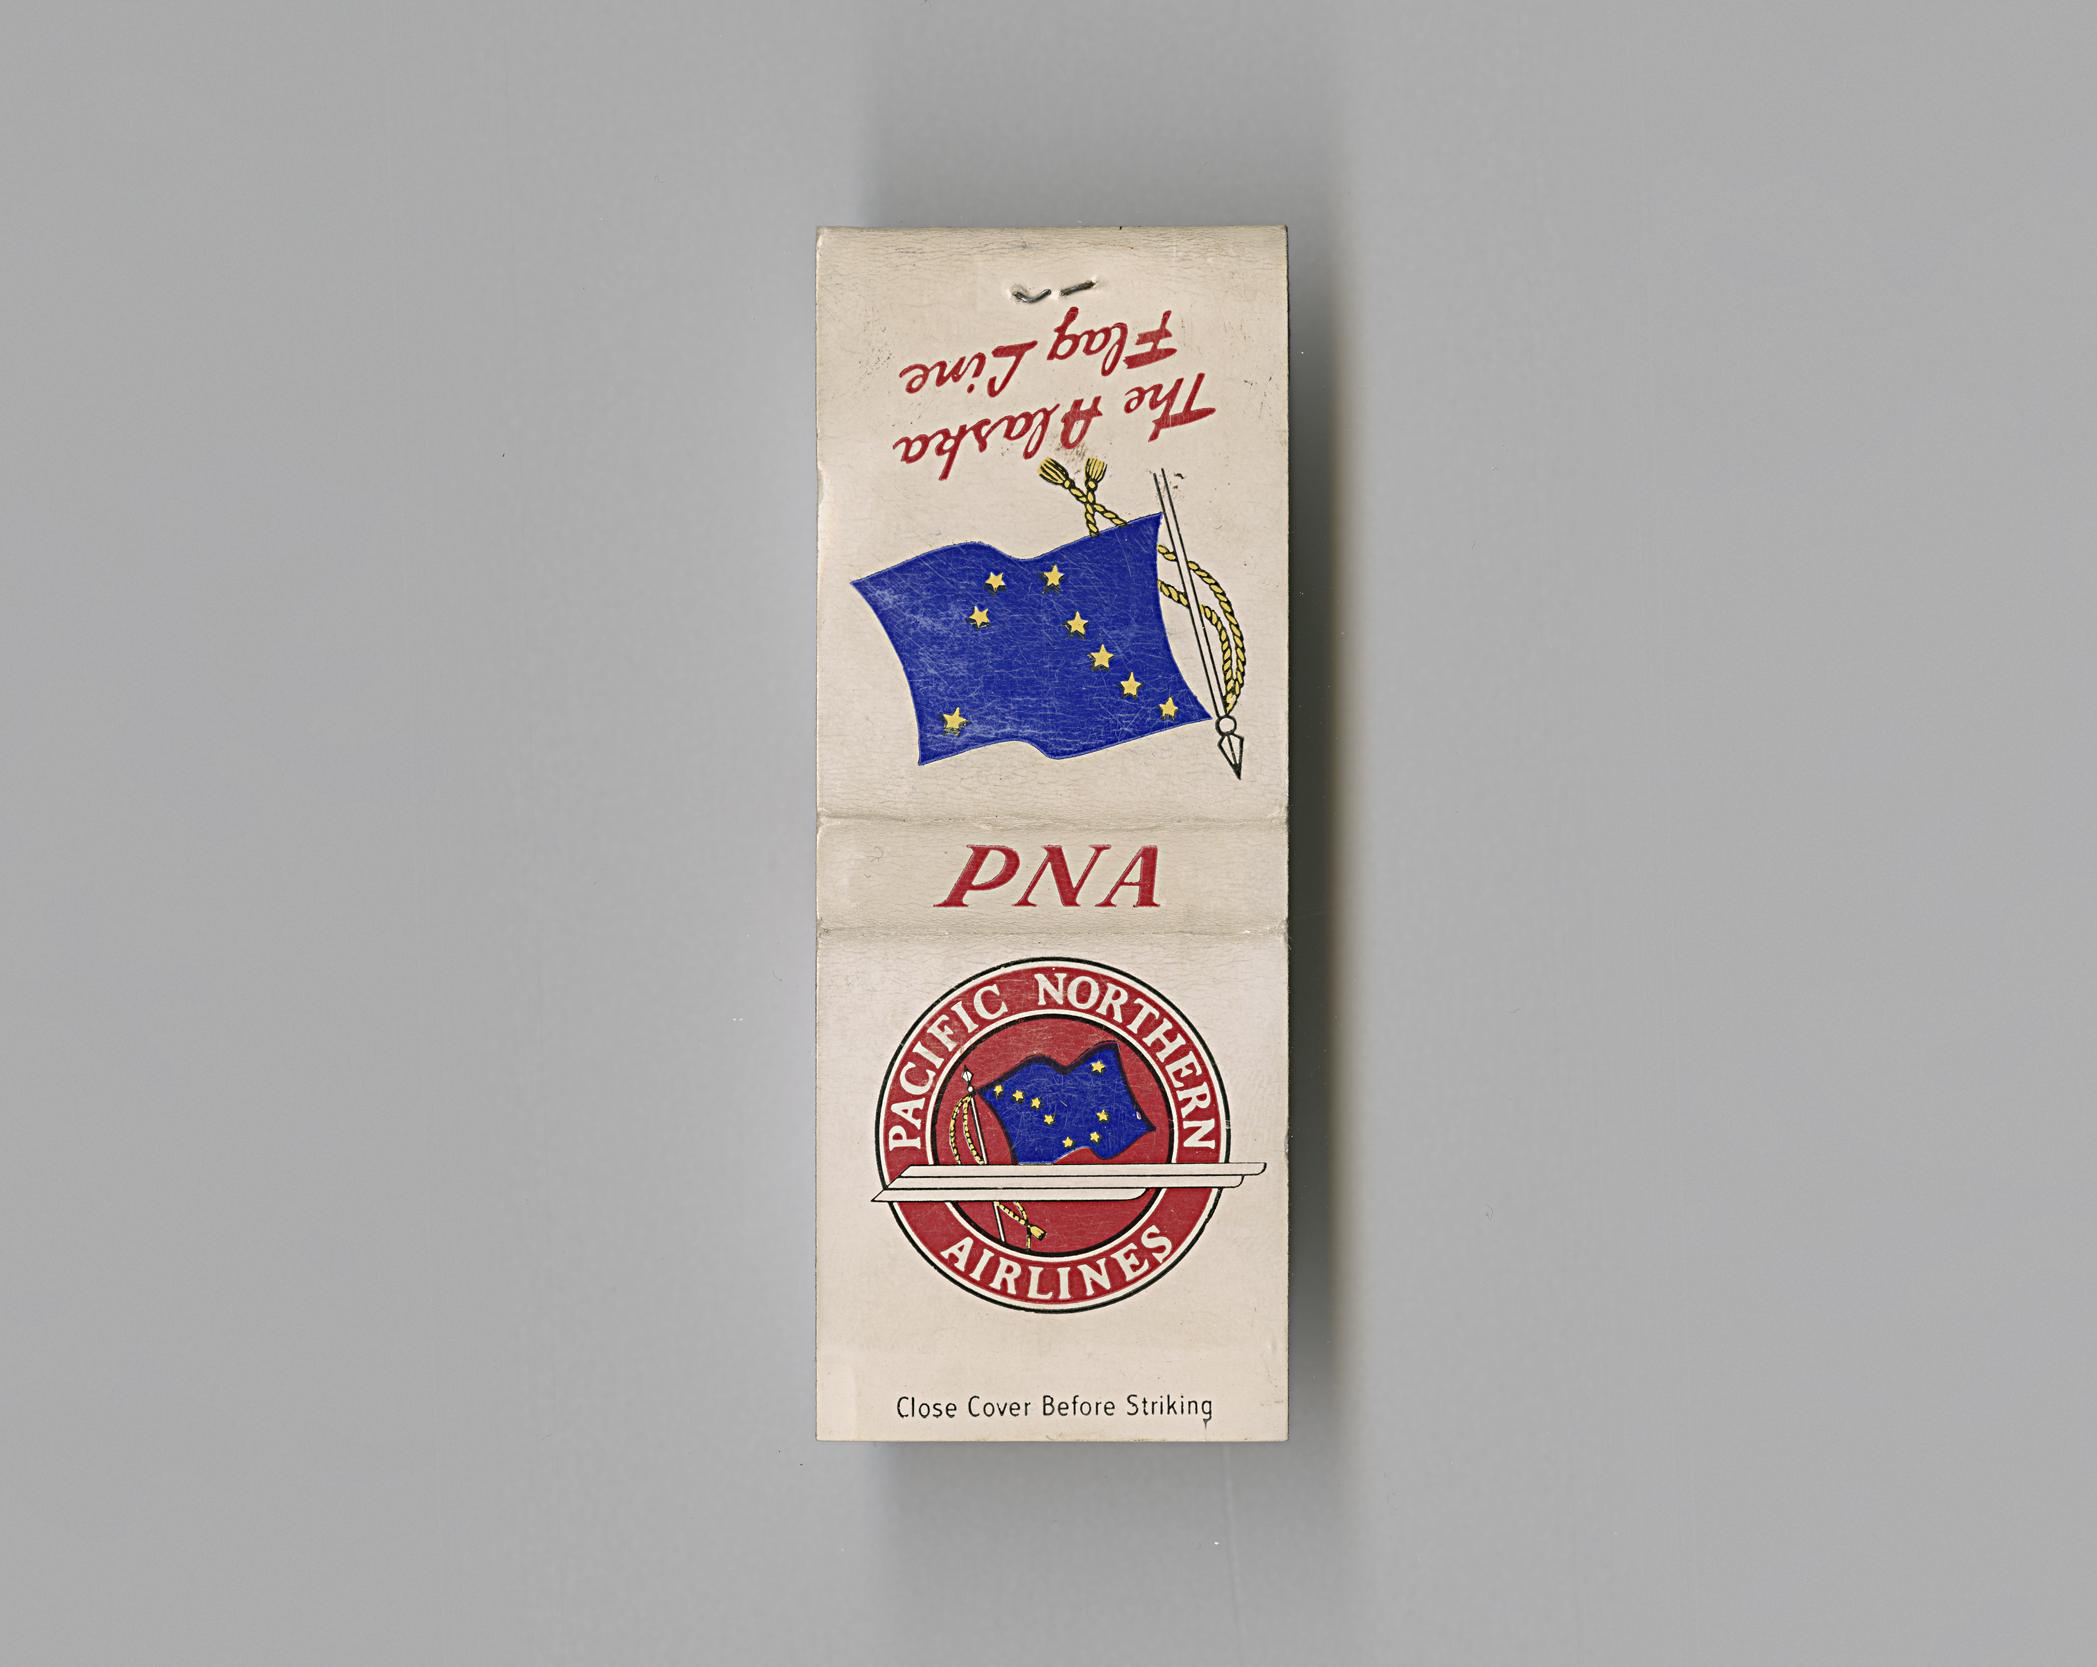 The Alaska
Flag Line
PNA
PACIFIC NORTHERN
AIRLINES
Close Cover Before Striking